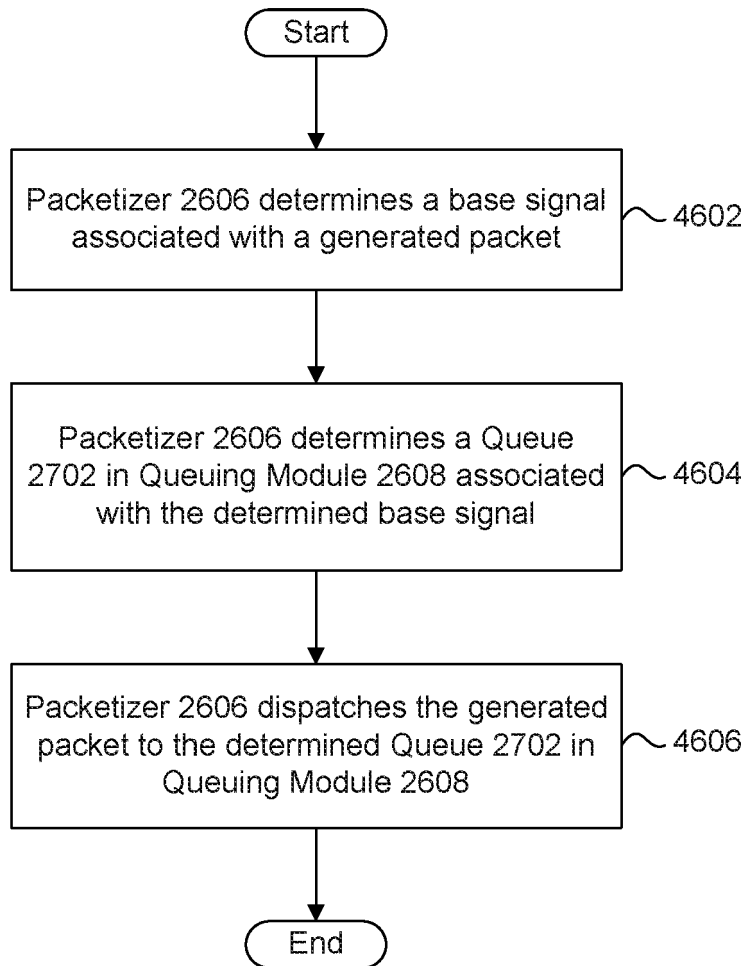 Start
Packetizer 2606 determines a base signal
associated with a generated packet
4602
Packetizer 2606 determines a Queue
2702 in Queuing Module 2608 associated
with the determined base signal
4604
Packetizer 2606 dispatches the generated
packet to the determined Queue 2702 in
Queuing Module 2608
4606
End